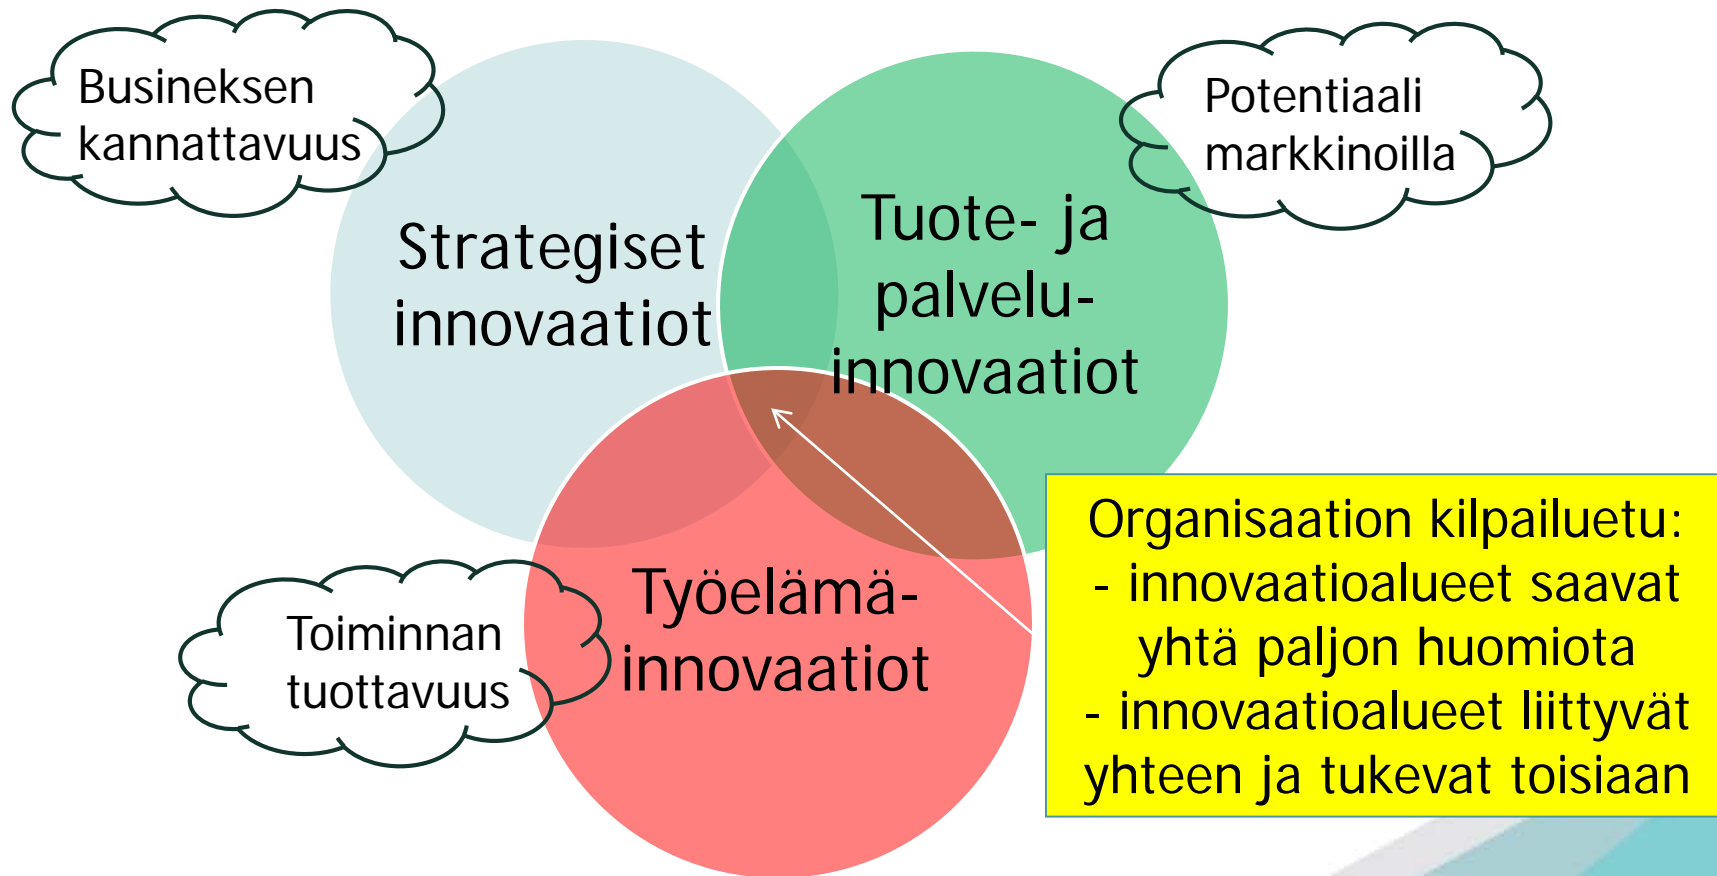 Busineksen
kannattavuus
Potentiaali
markkinoilla
Strategiset
innovaatiot
Tuote- ja
palvelu-
innovaatiot
Toiminnan
tuottavuus
Työelämä-
innovaatiot
Organisaation kilpailuetu:
- innovaatioalueet saavat
yhtä paljon huomiota
- innovaatioalueet liittyvät
yhteen ja tukevat toisiaan